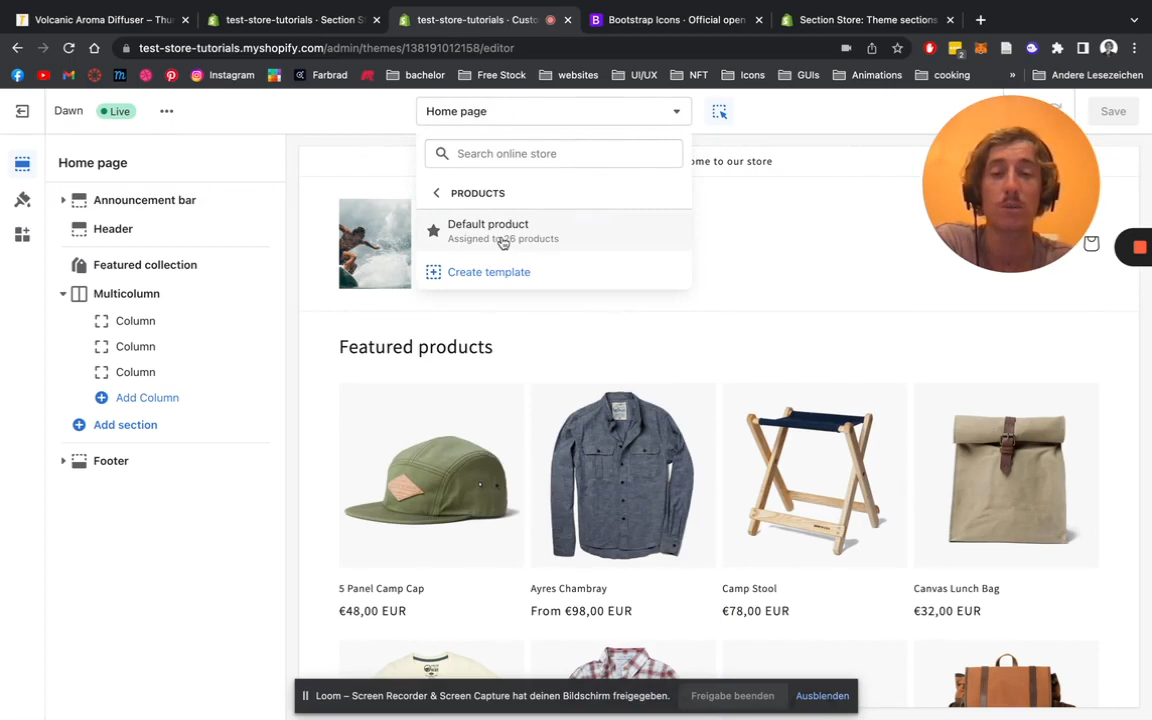 Volcanic Aroma Diffuser – Thu
test-store-tutorials · Section S
test-store-tutorials · Custo
Bootstrap Icons · Official open
Section Store: Theme sections
test-store-tutorials.myshopify.com/admin/themes/138191012158/editor
2
Instagram
Farbrad
bachelor
Free Stock
websites
UI/UX
NFT
Icons
GUIs
Animations
cooking
»
Andere Lesezeichen
Dawn
Live
Home page
Save
Home page
Announcement bar
Header
Featured collection
Multicolumn
Column
Column
Column
Add Column
Add section
Footer
Search online store
PRODUCTS
Default product
Assigned to 26 products
Create template
ome to our store
Featured products
5 Panel Camp Cap
€48,00 EUR
Ayres Chambray
From €98,00 EUR
Camp Stool
€78,00 EUR
Canvas Lunch Bag
€32,00 EUR
Loom – Screen Recorder & Screen Capture hat deinen Bildschirm freigegeben.
Freigabe beenden
Ausblenden